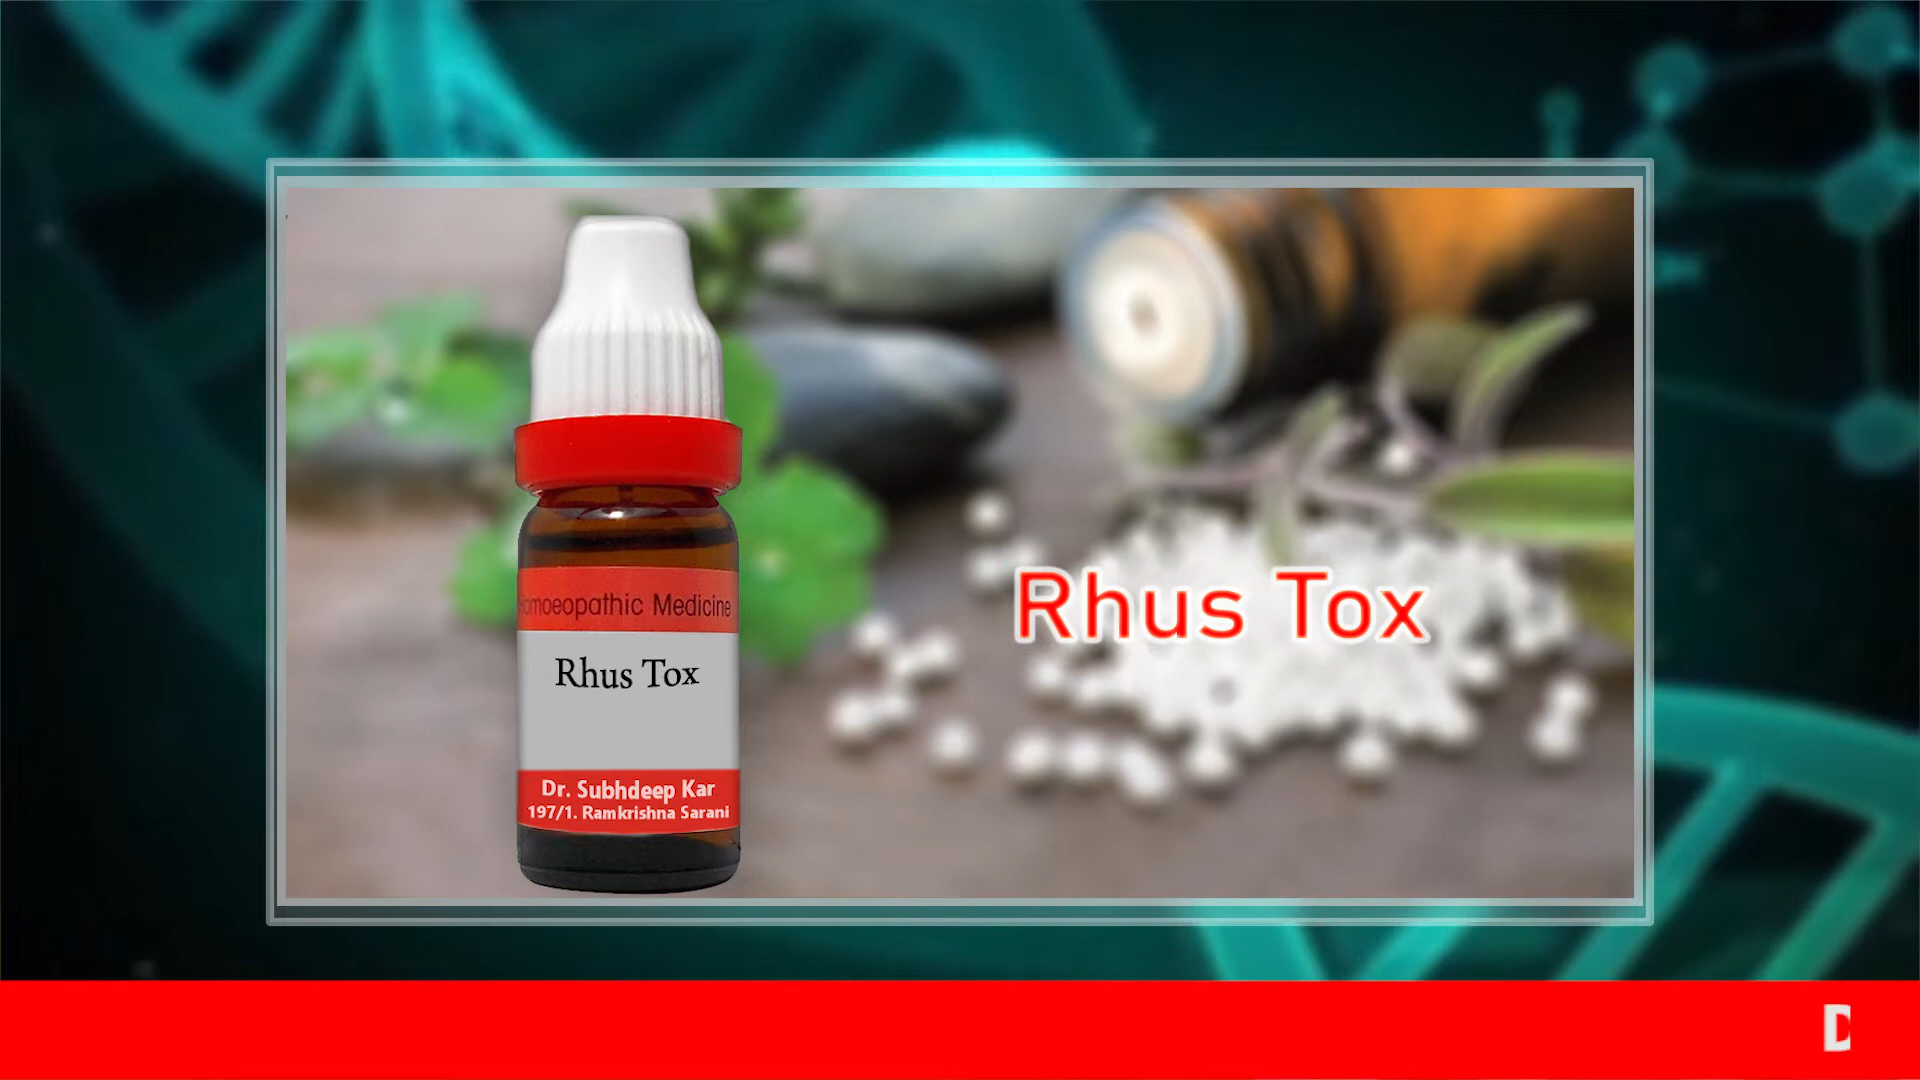 Homoeopathic Medicine
Rhus Tox
Dr. Subhdeep Kar
197/1. Ramkrishna Sarani
Rhus Tox
D